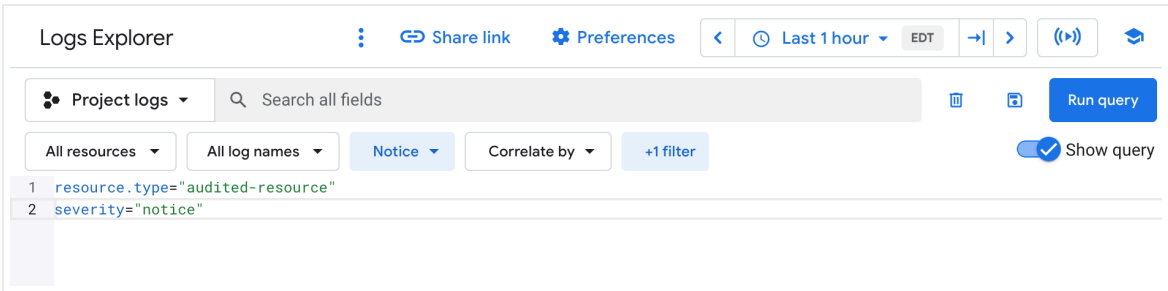 Logs Explorer Share link Preferences Last 1 hour EDT
Project logs Search all fields Run query
All resources All log names Notice Correlate by +1 filter Show query
1 resource.type="audited-resource"
2 severity="notice"